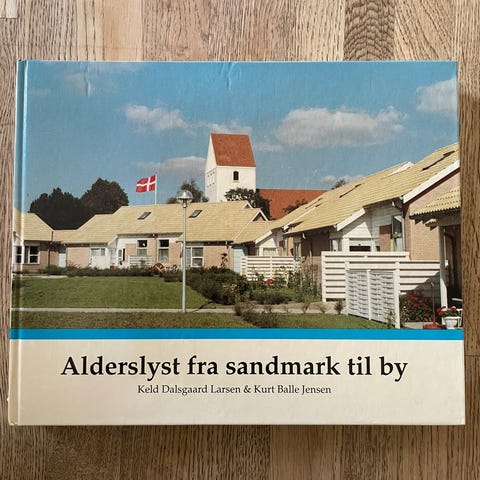 Alderslyst fra sandmark til by
Keld Dalsgaard Larsen & Kurt Balle Jensen